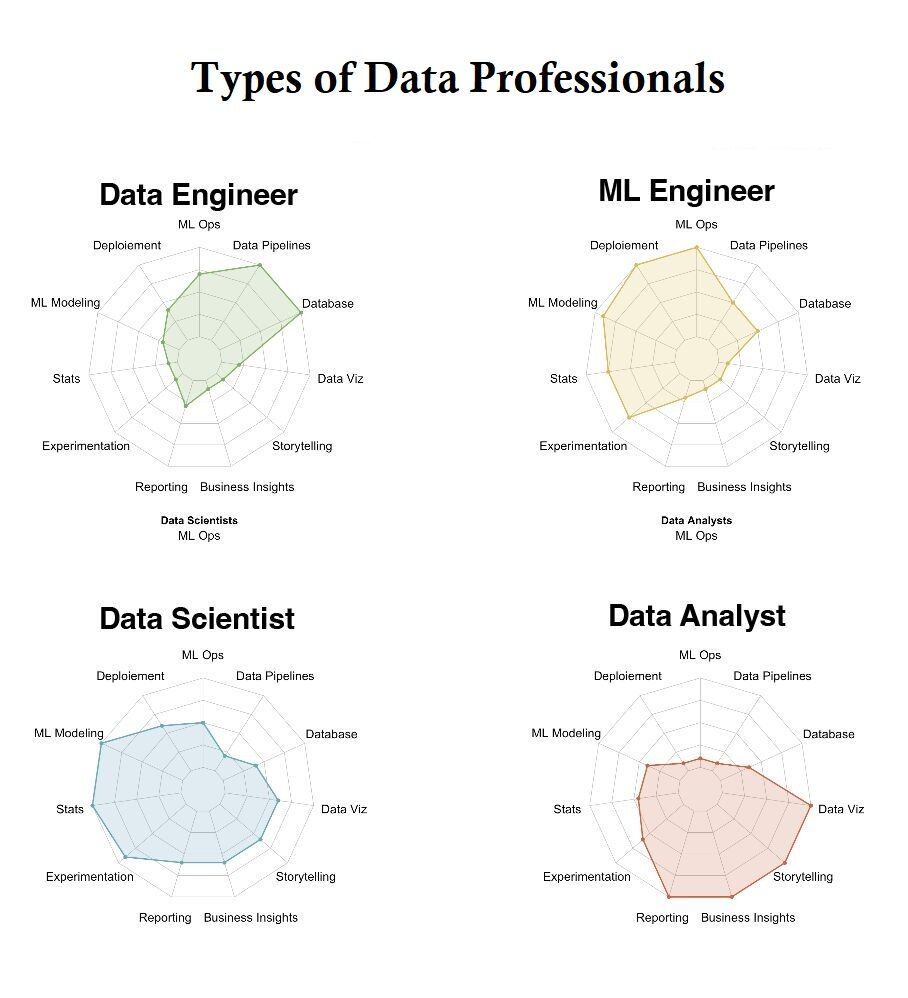 Types of Data Professionals
Data Engineer
ML Ops
Deploiement
Data Pipelines
ML Modeling
Database
Stats
Data Viz
Experimentation
Storytelling
Reporting
Business Insights
Data Scientists
ML Ops
ML Engineer
ML Ops
Deploiement
Data Pipelines
ML Modeling
Database
Stats
Data Viz
Experimentation
Storytelling
Reporting
Business Insights
Data Analysts
ML Ops
Data Scientist
ML Ops
Deploiement
Data Pipelines
ML Modeling
Database
Stats
Data Viz
Experimentation
Storytelling
Reporting
Business Insights
Data Analyst
ML Ops
Deploiement
Data Pipelines
ML Modeling
Database
Stats
Data Viz
Experimentation
Storytelling
Reporting
Business Insights